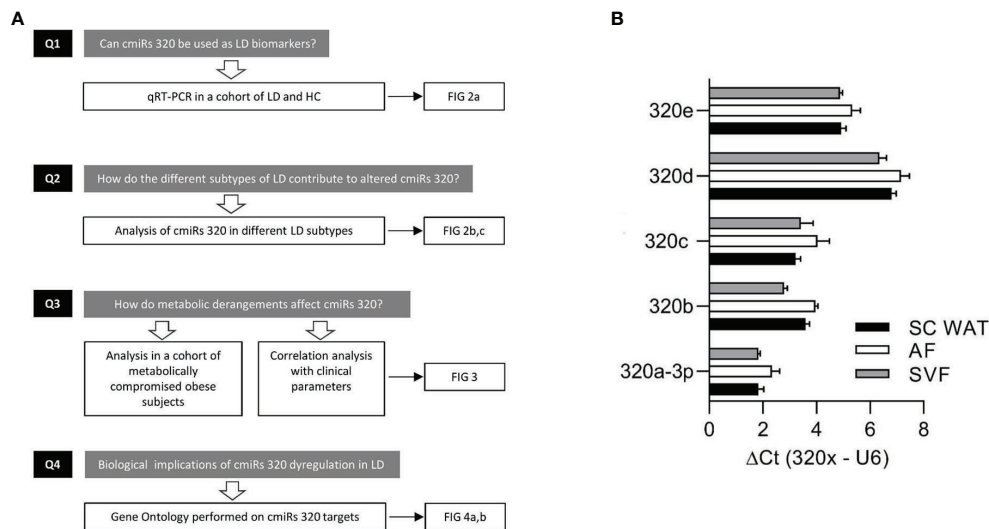 A
Q1
Can cmiRs 320 be used as LD biomarkers?
qRT-PCR in a cohort of LD and HC
FIG 2a
Q2
How do the different subtypes of LD contribute to altered cmiRs 320?
Analysis of cmiRs 320 in different LD subtypes
FIG 2b,c
Q3
How do metabolic derangements affect cmiRs 320?
Analysis in a cohort of
metabolically
compromised obese
subjects
Correlation analysis
with clinical
parameters
FIG 3
Q4
Biological implications of cmiRs 320 dyregulation in LD
Gene Ontology performed on cmiRs 320 targets
FIG 4a,b
B
320e
320d
320c
320b
320a-3p
SC WAT
AF
SVF
0 2 4 6 8
ΔCt (320x - U6)